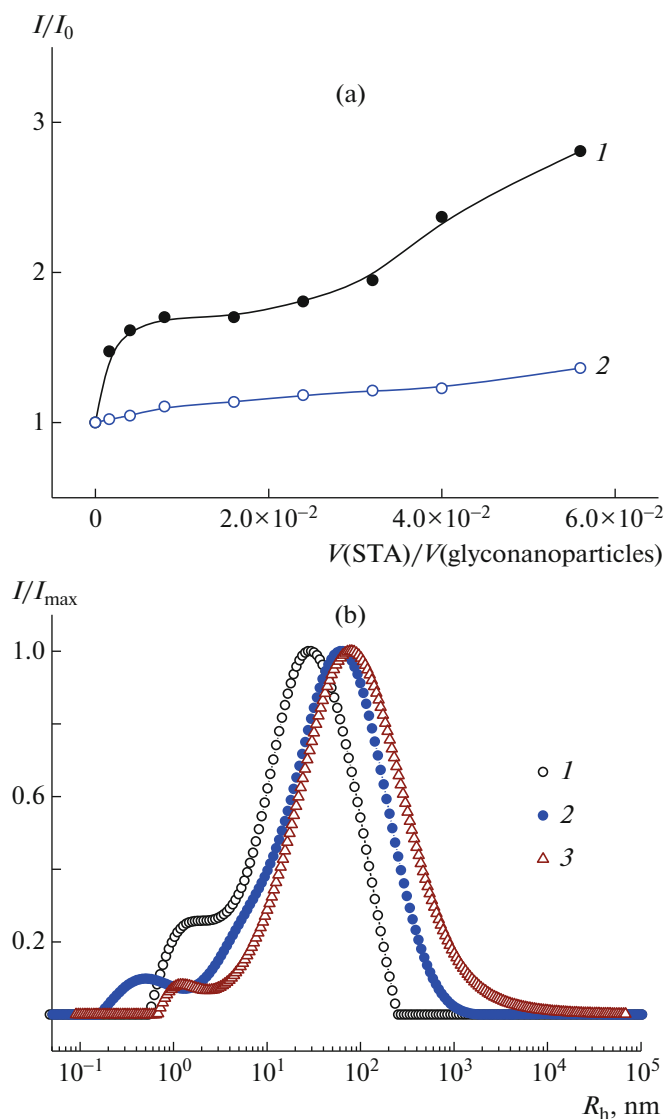 I/I₀
(a)
3
1
2
2
1
0 2.0×10⁻² 4.0×10⁻² 6.0×10⁻²
V(STA)/V(glyconanoparticles)
I/Iₘₐₓ
(b)
1.0
1
0.6
2
3
0.2
10⁻¹ 10⁰ 10¹ 10² 10³ 10⁴ 10⁵
Rₕ, nm